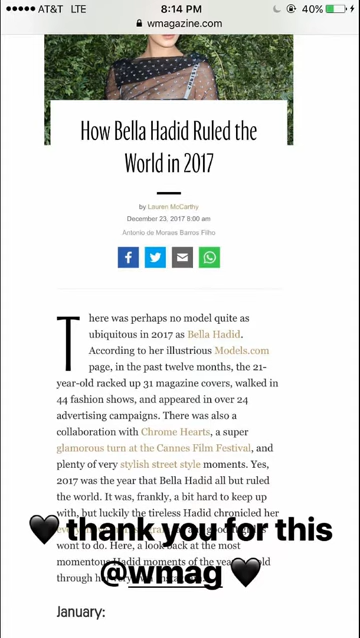 AT&T LTE 8:14 PM 40%
wmagazine.com
How Bella Hadid Ruled the
World in 2017
by Lauren McCarthy
December 23, 2017 8:00 am
Antonio de Moraes Barros Filho
There was perhaps no model quite as
ubiquitous in 2017 as Bella Hadid.
According to her illustrious Models.com
page, in the past twelve months, the 21-
year-old racked up 31 magazine covers, walked in
44 fashion shows, and appeared in over 24
advertising campaigns. There was also a
collaboration with Chrome Hearts, a super
glamorous turn at the Cannes Film Festival, and
plenty of very stylish street style moments. Yes,
2017 was the year that Bella Hadid all but ruled
the world. It was, frankly, a bit hard to keep up
with, but luckily the tireless Hadid chronicled her
🖤thank you for this
wont to do. Here, a look back at the most
momentous Hadid moments of the year
@wmag🖤
through her
January: